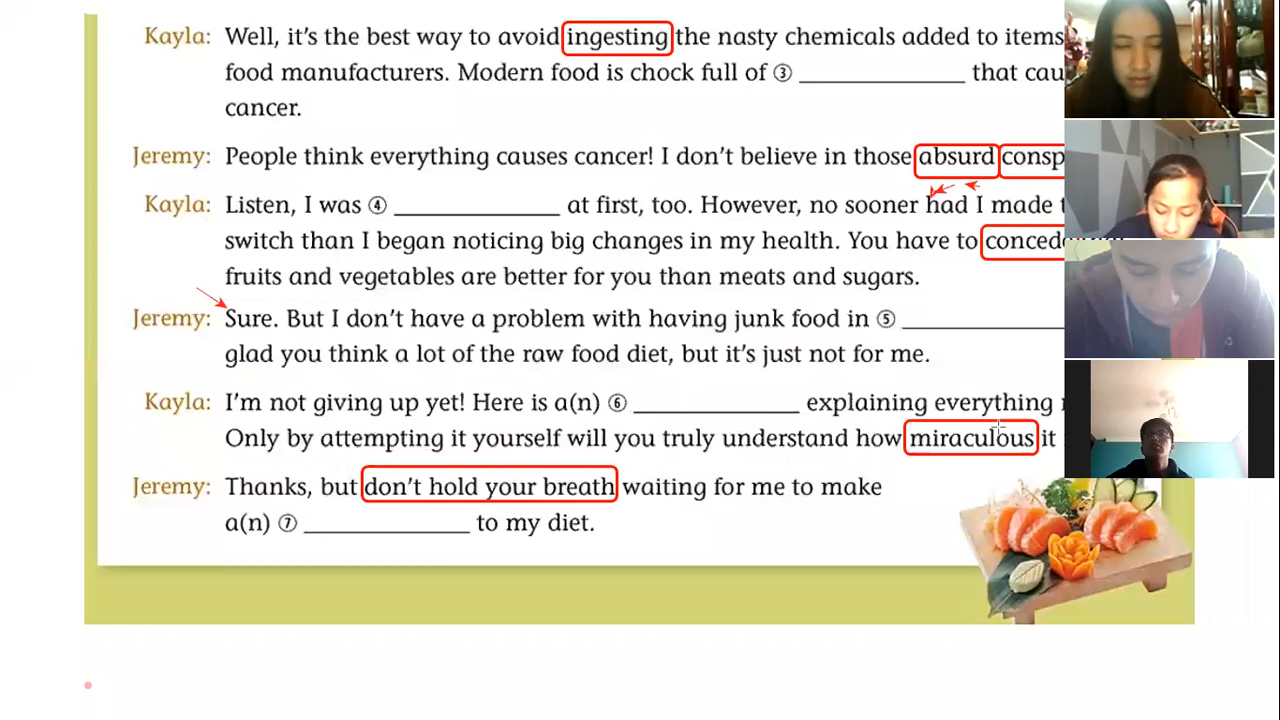 Kayla: Well, it's the best way to avoid ingesting the nasty chemicals added to items
food manufacturers. Modern food is chock full of ③ ____________ that cau
cancer.
Jeremy: People think everything causes cancer! I don't believe in those absurd consp
Kayla: Listen, I was ④ ____________ at first, too. However, no sooner had I made
switch than I began noticing big changes in my health. You have to conced
fruits and vegetables are better for you than meats and sugars.
Jeremy: Sure. But I don't have a problem with having junk food in ⑤ ____________
glad you think a lot of the raw food diet, but it's just not for me.
Kayla: I'm not giving up yet! Here is a(n) ⑥ ____________ explaining everything
Only by attempting it yourself will you truly understand how miraculous it
Jeremy: Thanks, but don't hold your breath waiting for me to make
a(n) ⑦ ____________ to my diet.